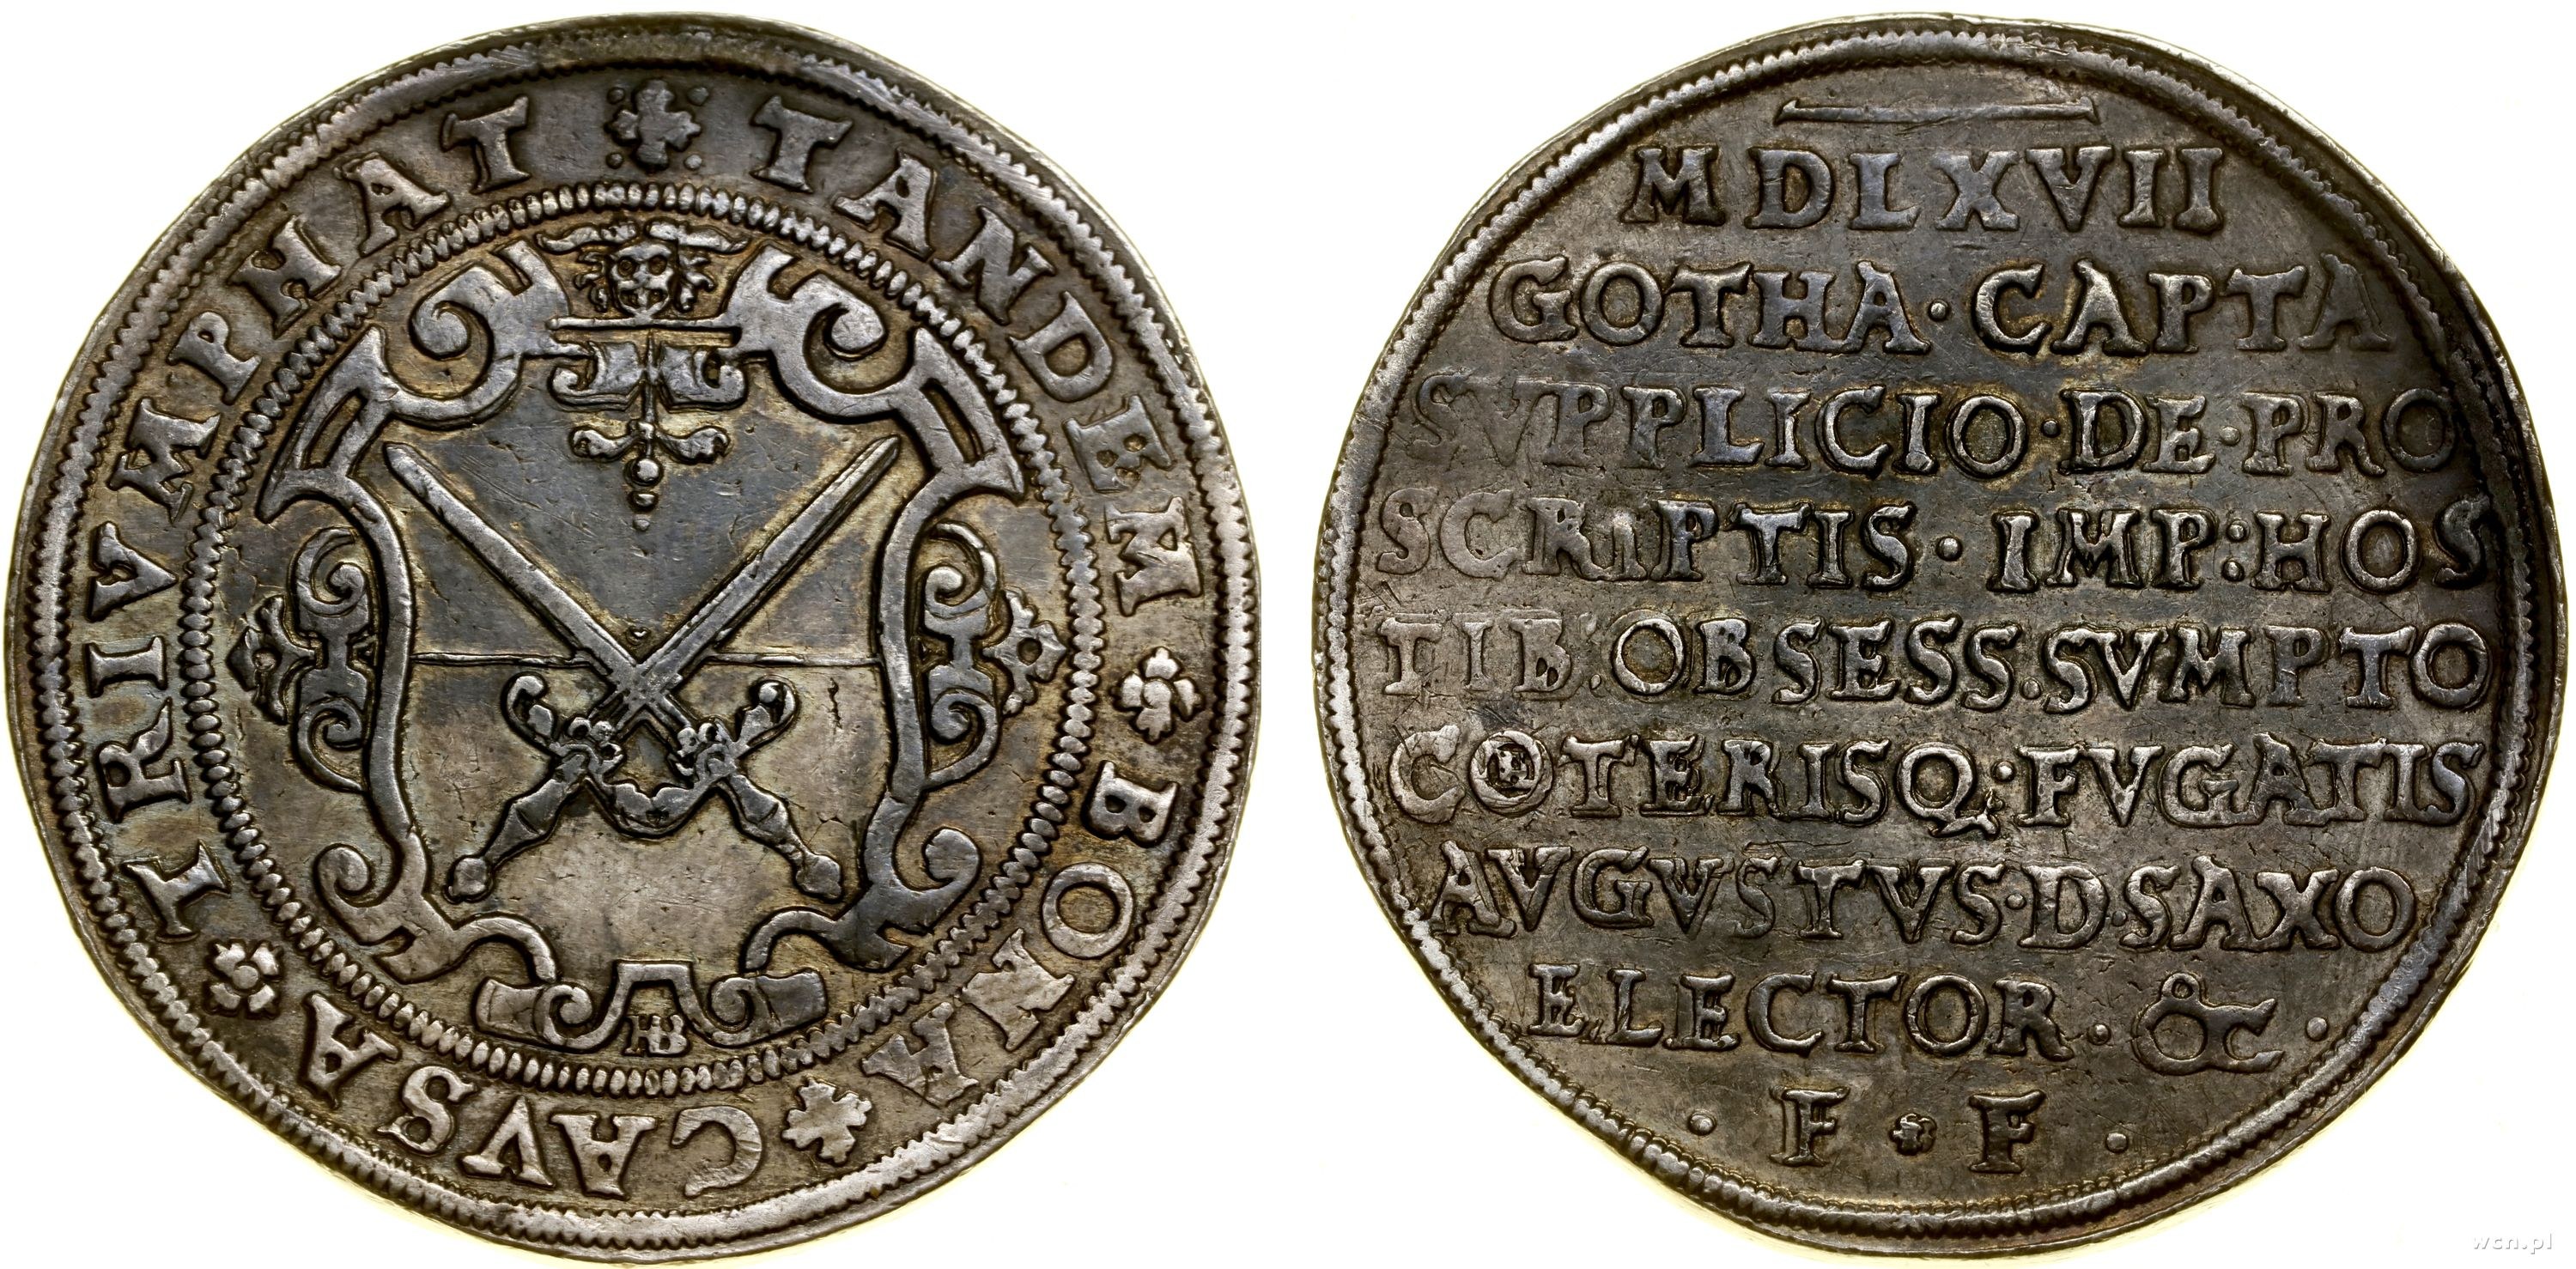 TANDEM BONA CAVSA TRIVMPHAT
HB
MDLXVII
GOTHA·CAPTA
SVPPLICIO·DE·PRO
SCRIPTIS·IMP:HOS
TIB:OBSESS.SVMPTO
COTERISQ:FVGATIS
AVGVSTVS·D·SAXO
ELECTOR·&C·
·F·F·
wcn.pl